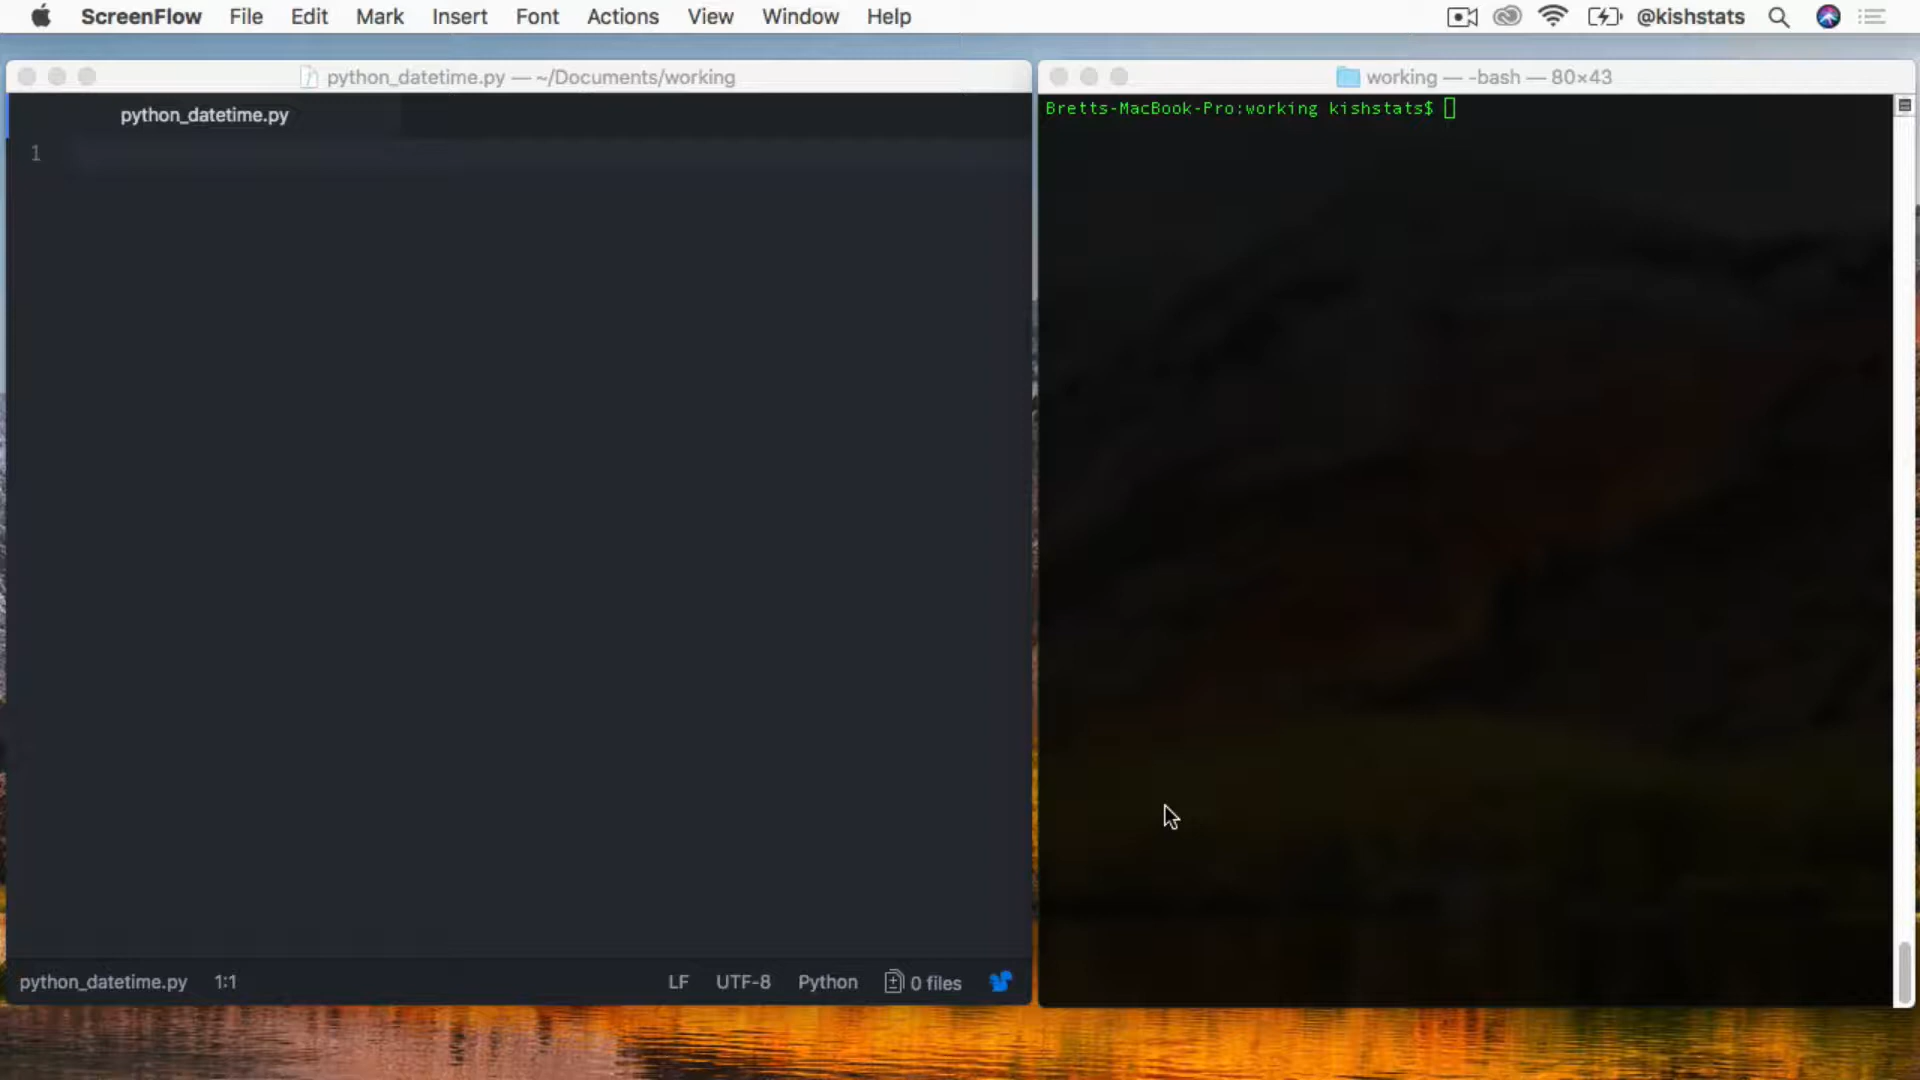 ScreenFlow File Edit Mark Insert Font Actions View Window Help @kishstats
python_datetime.py — ~/Documents/working
working — -bash — 80×43
python_datetime.py
Bretts-MacBook-Pro:working kishstats$
1
python_datetime.py 1:1 LF UTF-8 Python 0 files